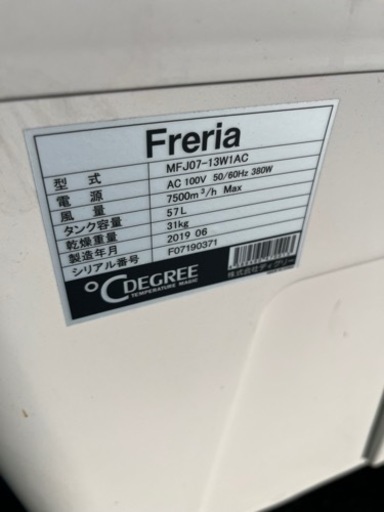 Freria
型式 MFJ07-13W1AC
電源 AC 100V 50/60Hz 380W
風量 7500m³/h Max
タンク容量 57L
乾燥重量 31kg
製造年月 2019 06
シリアル番号 F07190371
℃DEGREE
TEMPERATURE MAGIC
株式会社ディグリー